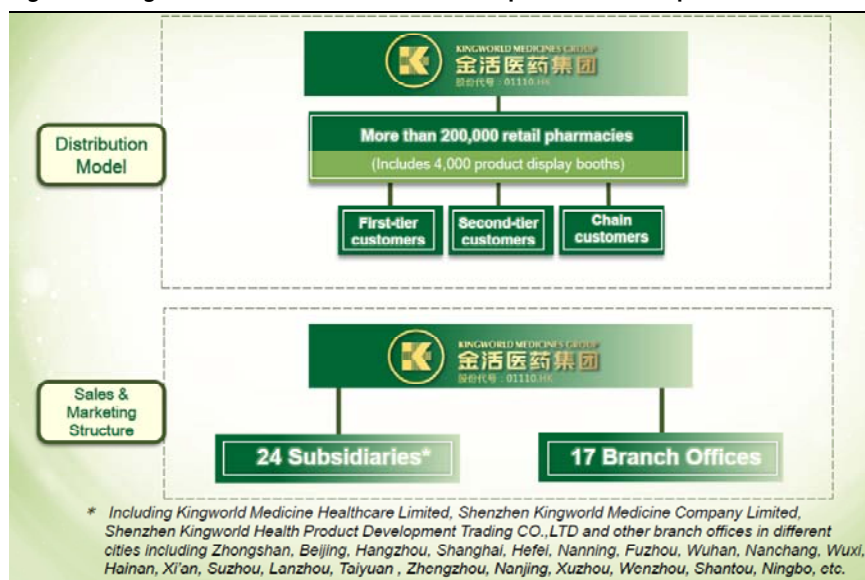 KINGWORLD MEDICINES GROUP
金活医药集团
股份代号：01110.HK
Distribution
Model
More than 200,000 retail pharmacies
(Includes 4,000 product display booths)
First-tier
customers
Second-tier
customers
Chain
customers
KINGWORLD MEDICINES GROUP
金活医药集团
股份代号：01110.HK
Sales &
Marketing
Structure
24 Subsidiaries*
17 Branch Offices
* Including Kingworld Medicine Healthcare Limited, Shenzhen Kingworld Medicine Company Limited,
Shenzhen Kingworld Health Product Development Trading CO.,LTD and other branch offices in different
cities including Zhongshan, Beijing, Hangzhou, Shanghai, Hefei, Nanning, Fuzhou, Wuhan, Nanchang, Wuxi,
Hainan, Xi'an, Suzhou, Lanzhou, Taiyuan , Zhengzhou, Nanjing, Xuzhou, Wenzhou, Shantou, Ningbo, etc.